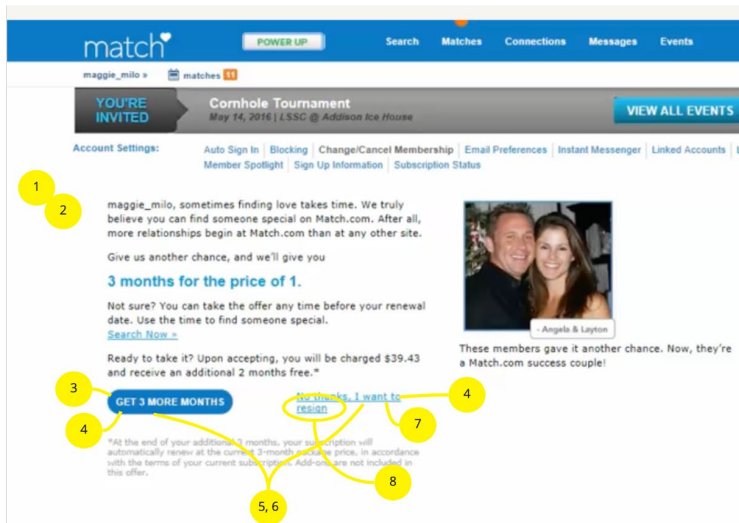 match
POWER UP
Search
Matches
Connections
Messages
Events
maggie_milo »
matches 11
YOU'RE
INVITED
Cornhole Tournament
May 14, 2016 | LSSC @ Addison Ice House
VIEW ALL EVENTS
Account Settings:
Auto Sign In | Blocking | Change/Cancel Membership | Email Preferences | Instant Messenger | Linked Accounts |
Member Spotlight | Sign Up Information | Subscription Status
1
2
maggie_milo, sometimes finding love takes time. We truly
believe you can find someone special on Match.com. After all,
more relationships begin at Match.com than at any other site.
Give us another chance, and we'll give you
3 months for the price of 1.
Not sure? You can take the offer any time before your renewal
date. Use the time to find someone special.
Search Now »
Ready to take it? Upon accepting, you will be charged $39.43
and receive an additional 2 months free.*
- Angela & Layton
These members gave it another chance. Now, they're
a Match.com success couple!
3
GET 3 MORE MONTHS
No thanks, I want to
resign
4
4
7
*At the end of your additional 3 months, your subscription will
automatically renew at the current 3-month package price, in accordance
with the terms of your current subscription. Add-ons are not included in
this offer.
8
5, 6